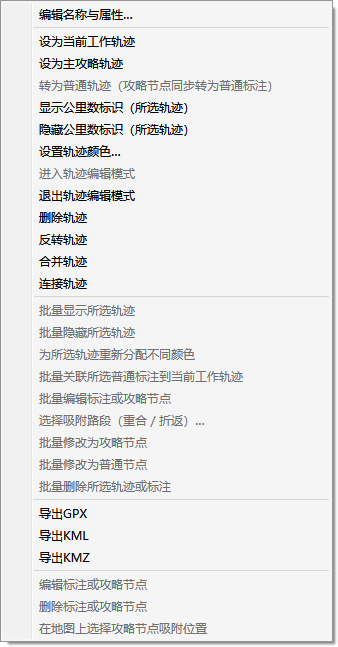 编辑名称与属性...
设为当前工作轨迹
设为主攻略轨迹
转为普通轨迹（攻略节点同步转为普通标注）
显示公里数标识（所选轨迹）
隐藏公里数标识（所选轨迹）
设置轨迹颜色...
进入轨迹编辑模式
退出轨迹编辑模式
删除轨迹
反转轨迹
合并轨迹
连接轨迹
批量显示所选轨迹
批量隐藏所选轨迹
为所选轨迹重新分配不同颜色
批量关联所选普通标注到当前工作轨迹
批量编辑标注或攻略节点
选择吸附路段（重合 / 折返）...
批量修改为攻略节点
批量修改为普通节点
批量删除所选轨迹或标注
导出GPX
导出KML
导出KMZ
编辑标注或攻略节点
删除标注或攻略节点
在地图上选择攻略节点吸附位置